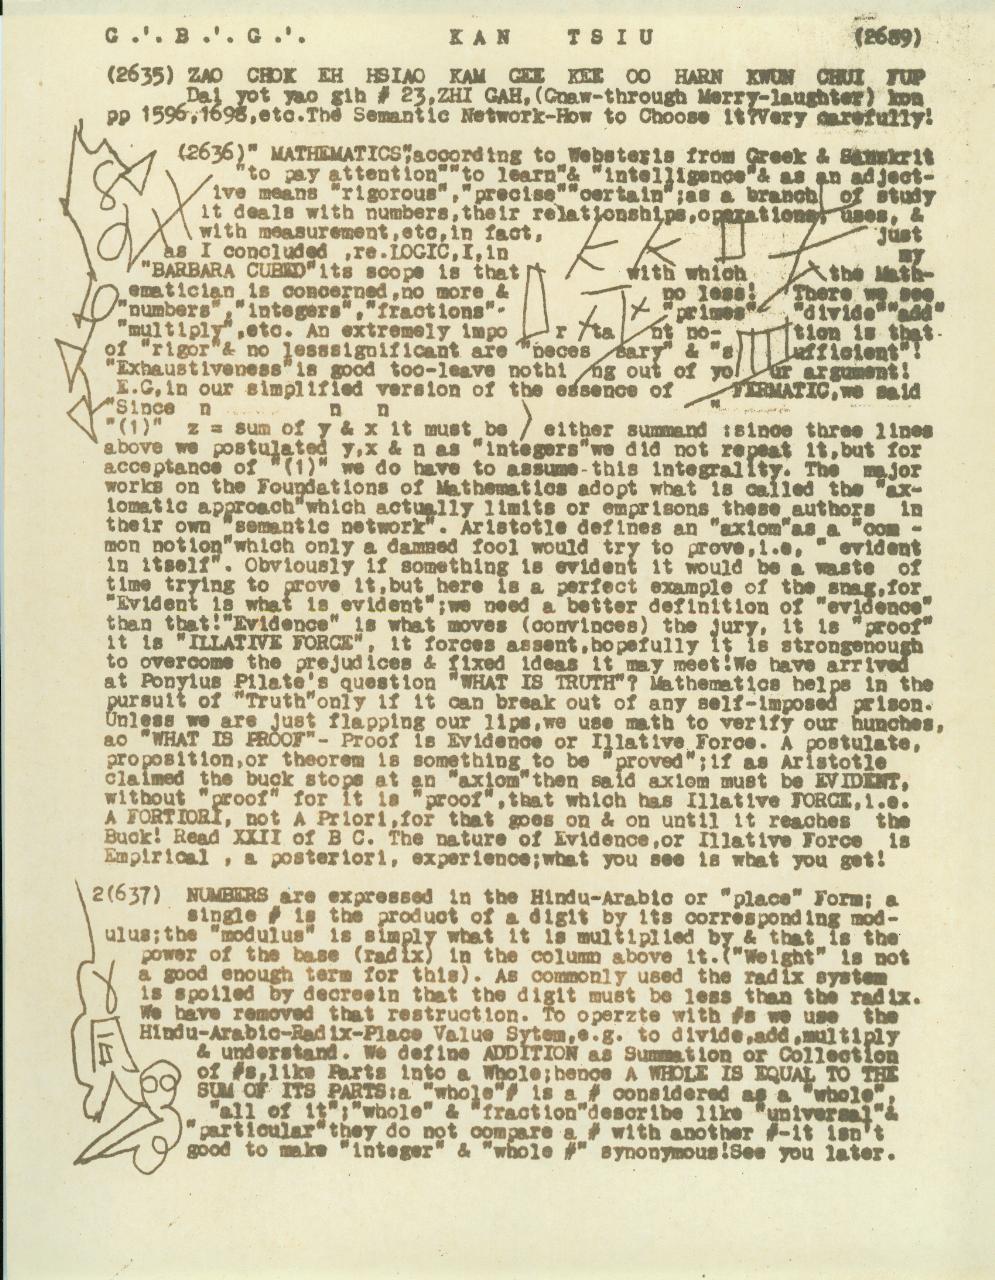 G .'. B .'. G .'. KAN TSIU (2689)
(2635) ZAO CHOK EH HSIAO KAM GEE KEE OO HARN KWUN CHUI FUP
Dai yot yao gih # 23,ZHI GAH,(Gnaw-through Merry-laughter) kon
pp 1596,1698,etc.The Semantic Network-How to Choose it?Very carefully!
(2636)" MATHEMATICS",according to Webster's is from Greek & Sanskrit
"to pay attention""to learn"& "intelligence"& as an adject-
ive means "rigorous", "precise""certain";as a branch of study
it deals with numbers,their relationships,operations, uses, &
with measurement,etc,in fact, just
as I concluded ,re.LOGIC,I,in my
"BARBARA CUBED"its scope is that with which the Math-
ematician is concerned,no more & no less! There we see
"numbers","integers","fractions"- "primes" "divide""add"
"multiply",etc. An extremely impo r ta nt no- tion is that
of "rigor"& no lesssignificant are "neces sary" & "s ufficient"!
"Exhaustiveness"is good too-leave nothi ng out of yo ur argument!
E.G,in our simplified version of the essence of "FERMATIC,we said
"Since n n n
"(1)" z = sum of y & x it must be > either summand :since three lines
above we postulated y,x & n as "integers"we did not repeat it,but for
acceptance of "(1)" we do have to assume-this integrality. The major
works on the Foundations of Mathematics adopt what is called the "ax-
iomatic approach"which actually limits or emprisons these authors in
their own "semantic network". Aristotle defines an "axiom"as a "com -
mon notion"which only a damned fool would try to prove,i.e, " evident
in itself". Obviously if something is evident it would be a waste of
time trying to prove it,but here is a perfect example of the snag,for
"Evident is what is evident";we need a better definition of "evidence"
than that!"Evidence" is what moves (convinces) the jury, it is "proof"
it is "ILLATIVE FORCE", it forces assent,hopefully it is strongenough
to overcome the prejudices & fixed ideas it may meet!We have arrived
at Ponyius Pilate's question "WHAT IS TRUTH"? Mathematics helps in the
pursuit of "Truth"only if it can break out of any self-imposed prison.
Unless we are just flapping our lips,we use math to verify our hunches,
ao "WHAT IS PROOF"- Proof is Evidence or Illative Force. A postulate,
proposition,or theorem is something to be "proved";if as Aristotle
claimed the buck stops at an "axiom"then said axiom must be EVIDENT,
without "proof" for it is "proof",that which has Illative FORCE,i.e.
A FORTIORI, not A Priori,for that goes on & on until it reaches the
Buck! Read XXII of B C. The nature of Evidence,or Illative Force is
Empirical , a posteriori, experience;what you see is what you get!
2(637) NUMBERS are expressed in the Hindu-Arabic or "place" Form; a
single # is the product of a digit by its corresponding mod-
ulus;the "modulus" is simply what it is multiplied by & that is the
power of the base (radix) in the column above it.("Weight" is not
a good enough term for this). As commonly used the radix system
is spoiled by decreein that the digit must be less than the radix.
We have removed that restruction. To operzte with #s we use the
Hindu-Arabic-Radix-Place Value Sytem,e.g. to divide,add,multiply
& understand. We define ADDITION as Summation or Collection
of #s,like Parts into a Whole;hence A WHOLE IS EQUAL TO THE
SUM OF ITS PARTS:a "whole"# is a # considered as a "whole",
"all of it";"whole" & "fraction"describe like "universal"&
"particular"they do not compare a # with another #-it isn't
good to make "integer" & "whole #" synonymous!See you later.